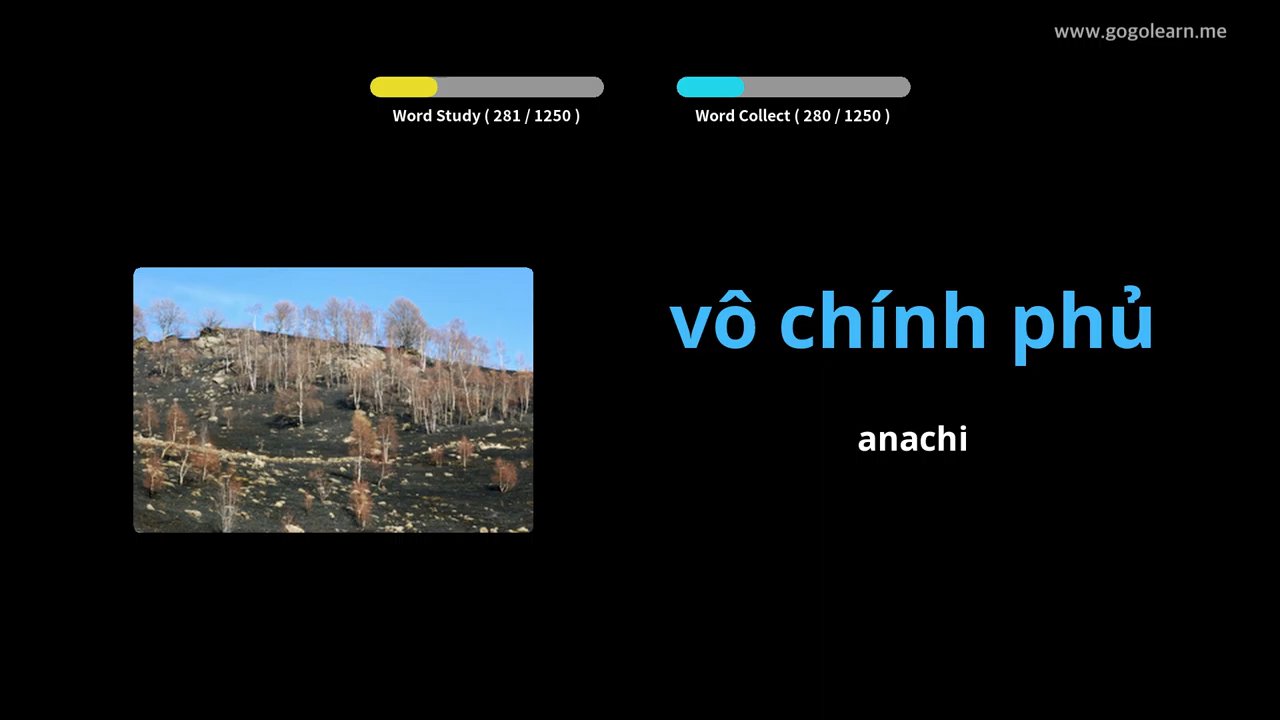 www.gogolearn.me
Word Study ( 281 / 1250 )
Word Collect ( 280 / 1250 )
vô chính phủ
anachi